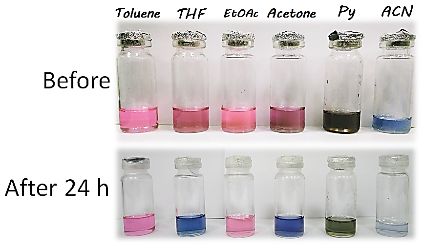 Toluene THF EtOAc Acetone Py ACN
Before
After 24 h